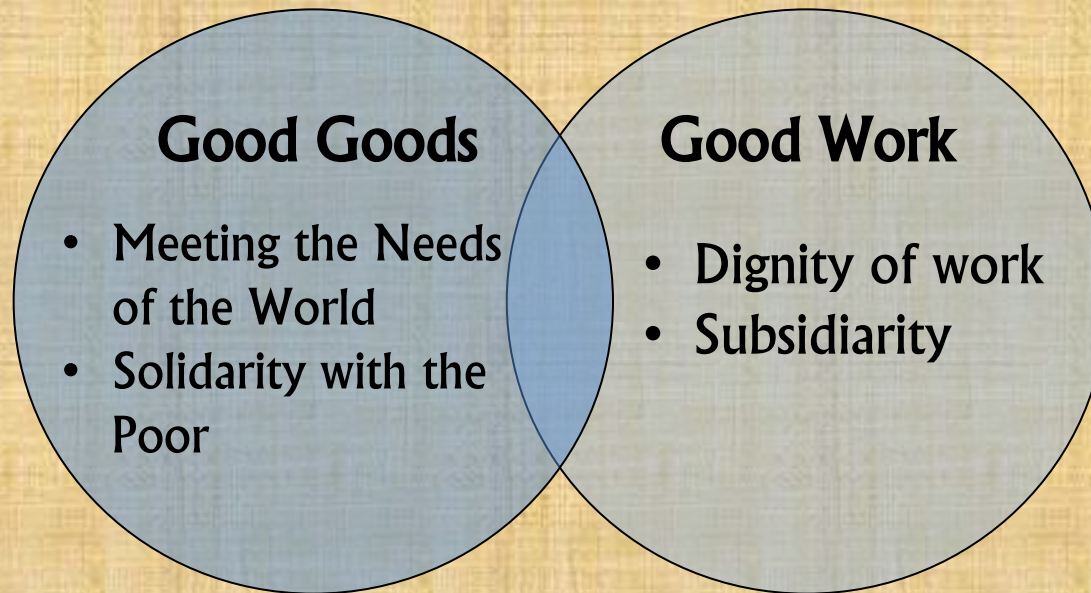 Good Goods
• Meeting the Needs
of the World
• Solidarity with the
Poor
Good Work
• Dignity of work
• Subsidiarity